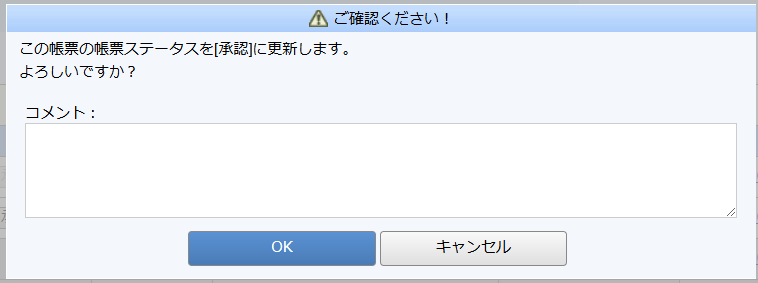 ご確認ください！
この帳票の帳票ステータスを[承認]に更新します。
よろしいですか？
コメント：
OK
キャンセル